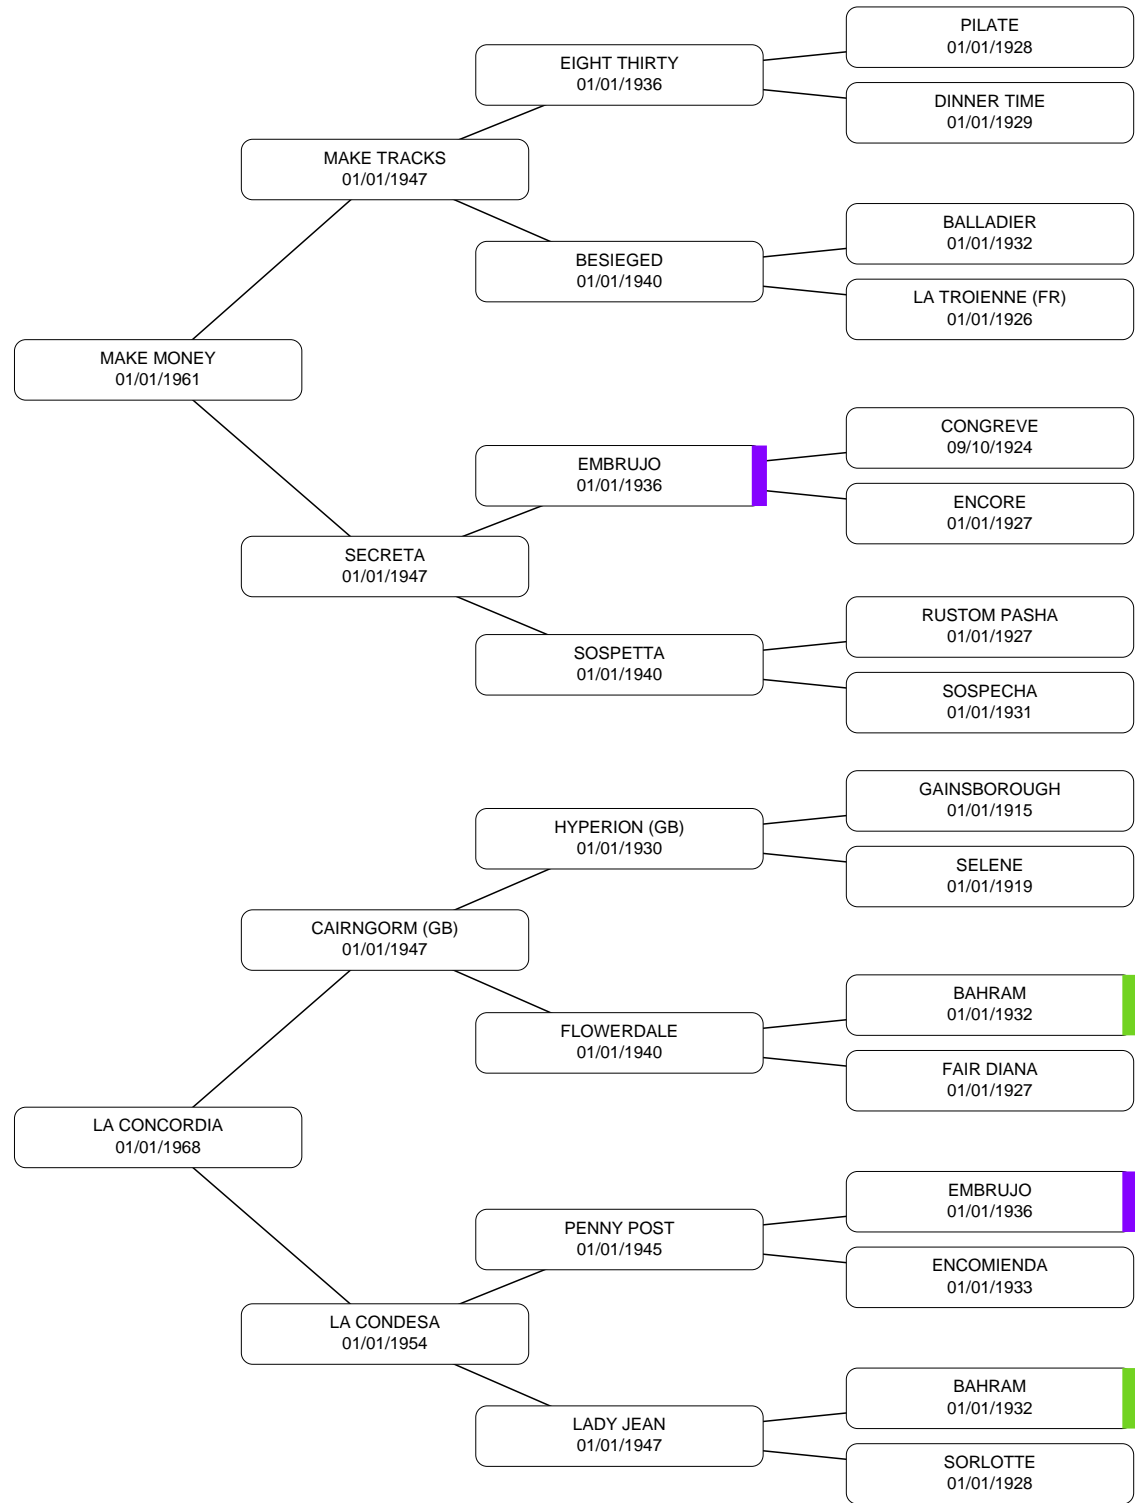 PILATE
01/01/1928
EIGHT THIRTY
01/01/1936
DINNER TIME
01/01/1929
MAKE TRACKS
01/01/1947
BALLADIER
01/01/1932
BESIEGED
01/01/1940
LA TROIENNE (FR)
01/01/1926
MAKE MONEY
01/01/1961
CONGREVE
09/10/1924
EMBRUJO
01/01/1936
ENCORE
01/01/1927
SECRETA
01/01/1947
RUSTOM PASHA
01/01/1927
SOSPETTA
01/01/1940
SOSPECHA
01/01/1931
GAINSBOROUGH
01/01/1915
HYPERION (GB)
01/01/1930
SELENE
01/01/1919
CAIRNGORM (GB)
01/01/1947
BAHRAM
01/01/1932
FLOWERDALE
01/01/1940
FAIR DIANA
01/01/1927
LA CONCORDIA
01/01/1968
EMBRUJO
01/01/1936
PENNY POST
01/01/1945
ENCOMIENDA
01/01/1933
LA CONDESA
01/01/1954
BAHRAM
01/01/1932
LADY JEAN
01/01/1947
SORLOTTE
01/01/1928